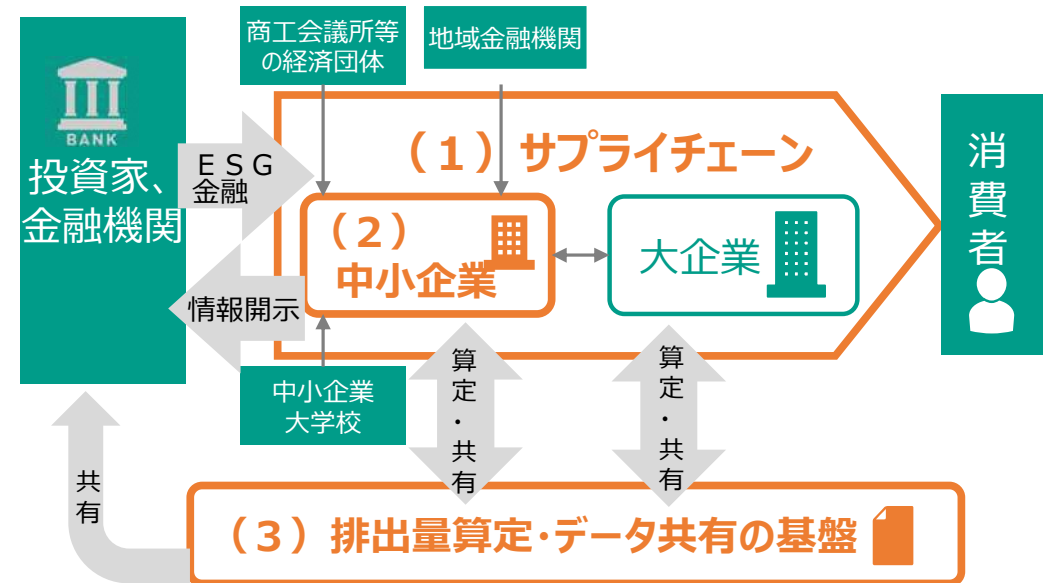 商工会議所等
の経済団体
地域金融機関
BANK
投資家、
金融機関
ＥＳＧ
金融
情報開示
（１）サプライチェーン
（２）
中小企業
大企業
消費者
中小企業
大学校
算定・共有
算定・共有
共有
（３）排出量算定・データ共有の基盤